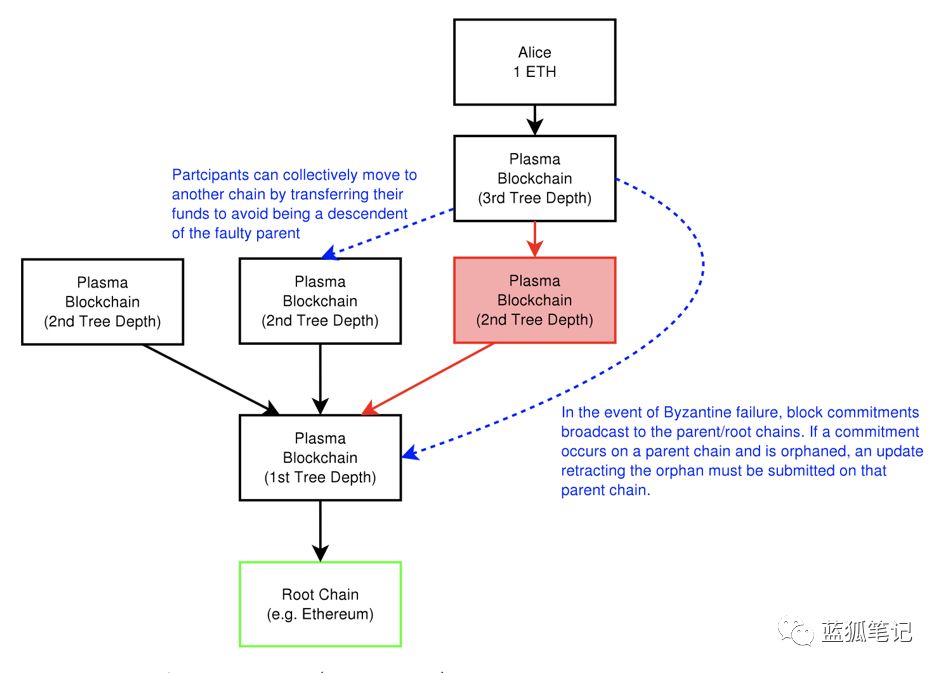 Alice
1 ETH
Plasma
Blockchain
(3rd Tree Depth)
Partcipants can collectively move to
another chain by transferring their
funds to avoid being a descendent
of the faulty parent
Plasma
Blockchain
(2nd Tree Depth)
Plasma
Blockchain
(2nd Tree Depth)
Plasma
Blockchain
(2nd Tree Depth)
In the event of Byzantine failure, block commitments
broadcast to the parent/root chains. If a commitment
occurs on a parent chain and is orphaned, an update
retracting the orphan must be submitted on that
parent chain.
Plasma
Blockchain
(1st Tree Depth)
Root Chain
(e.g. Ethereum)
蓝狐笔记